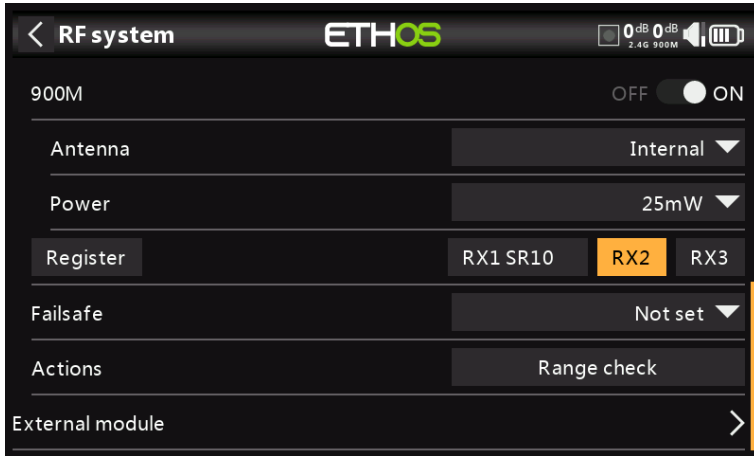 RF system ETHOS 0dB 0dB
2.4G 900M
900M OFF ON
Antenna Internal
Power 25mW
Register RX1 SR10 RX2 RX3
Failsafe Not set
Actions Range check
External module